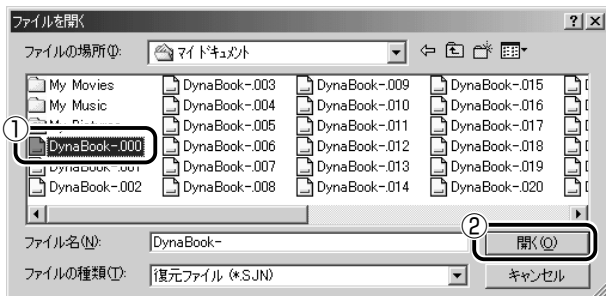 ファイルを開く
ファイルの場所(I): マイ ドキュメント
My Movies DynaBook-.003 DynaBook-.009 DynaBook-.015
My Music DynaBook-.004 DynaBook-.010 DynaBook-.016
① My Pictures DynaBook-.005 DynaBook-.011 DynaBook-.017
DynaBook-.000 DynaBook-.006 DynaBook-.012 DynaBook-.018
DynaBook-.001 DynaBook-.007 DynaBook-.013 DynaBook-.019
DynaBook-.002 DynaBook-.008 DynaBook-.014 DynaBook-.020
②
ファイル名(N): DynaBook- 開く(O)
ファイルの種類(T): 復元ファイル (*.SJN) キャンセル